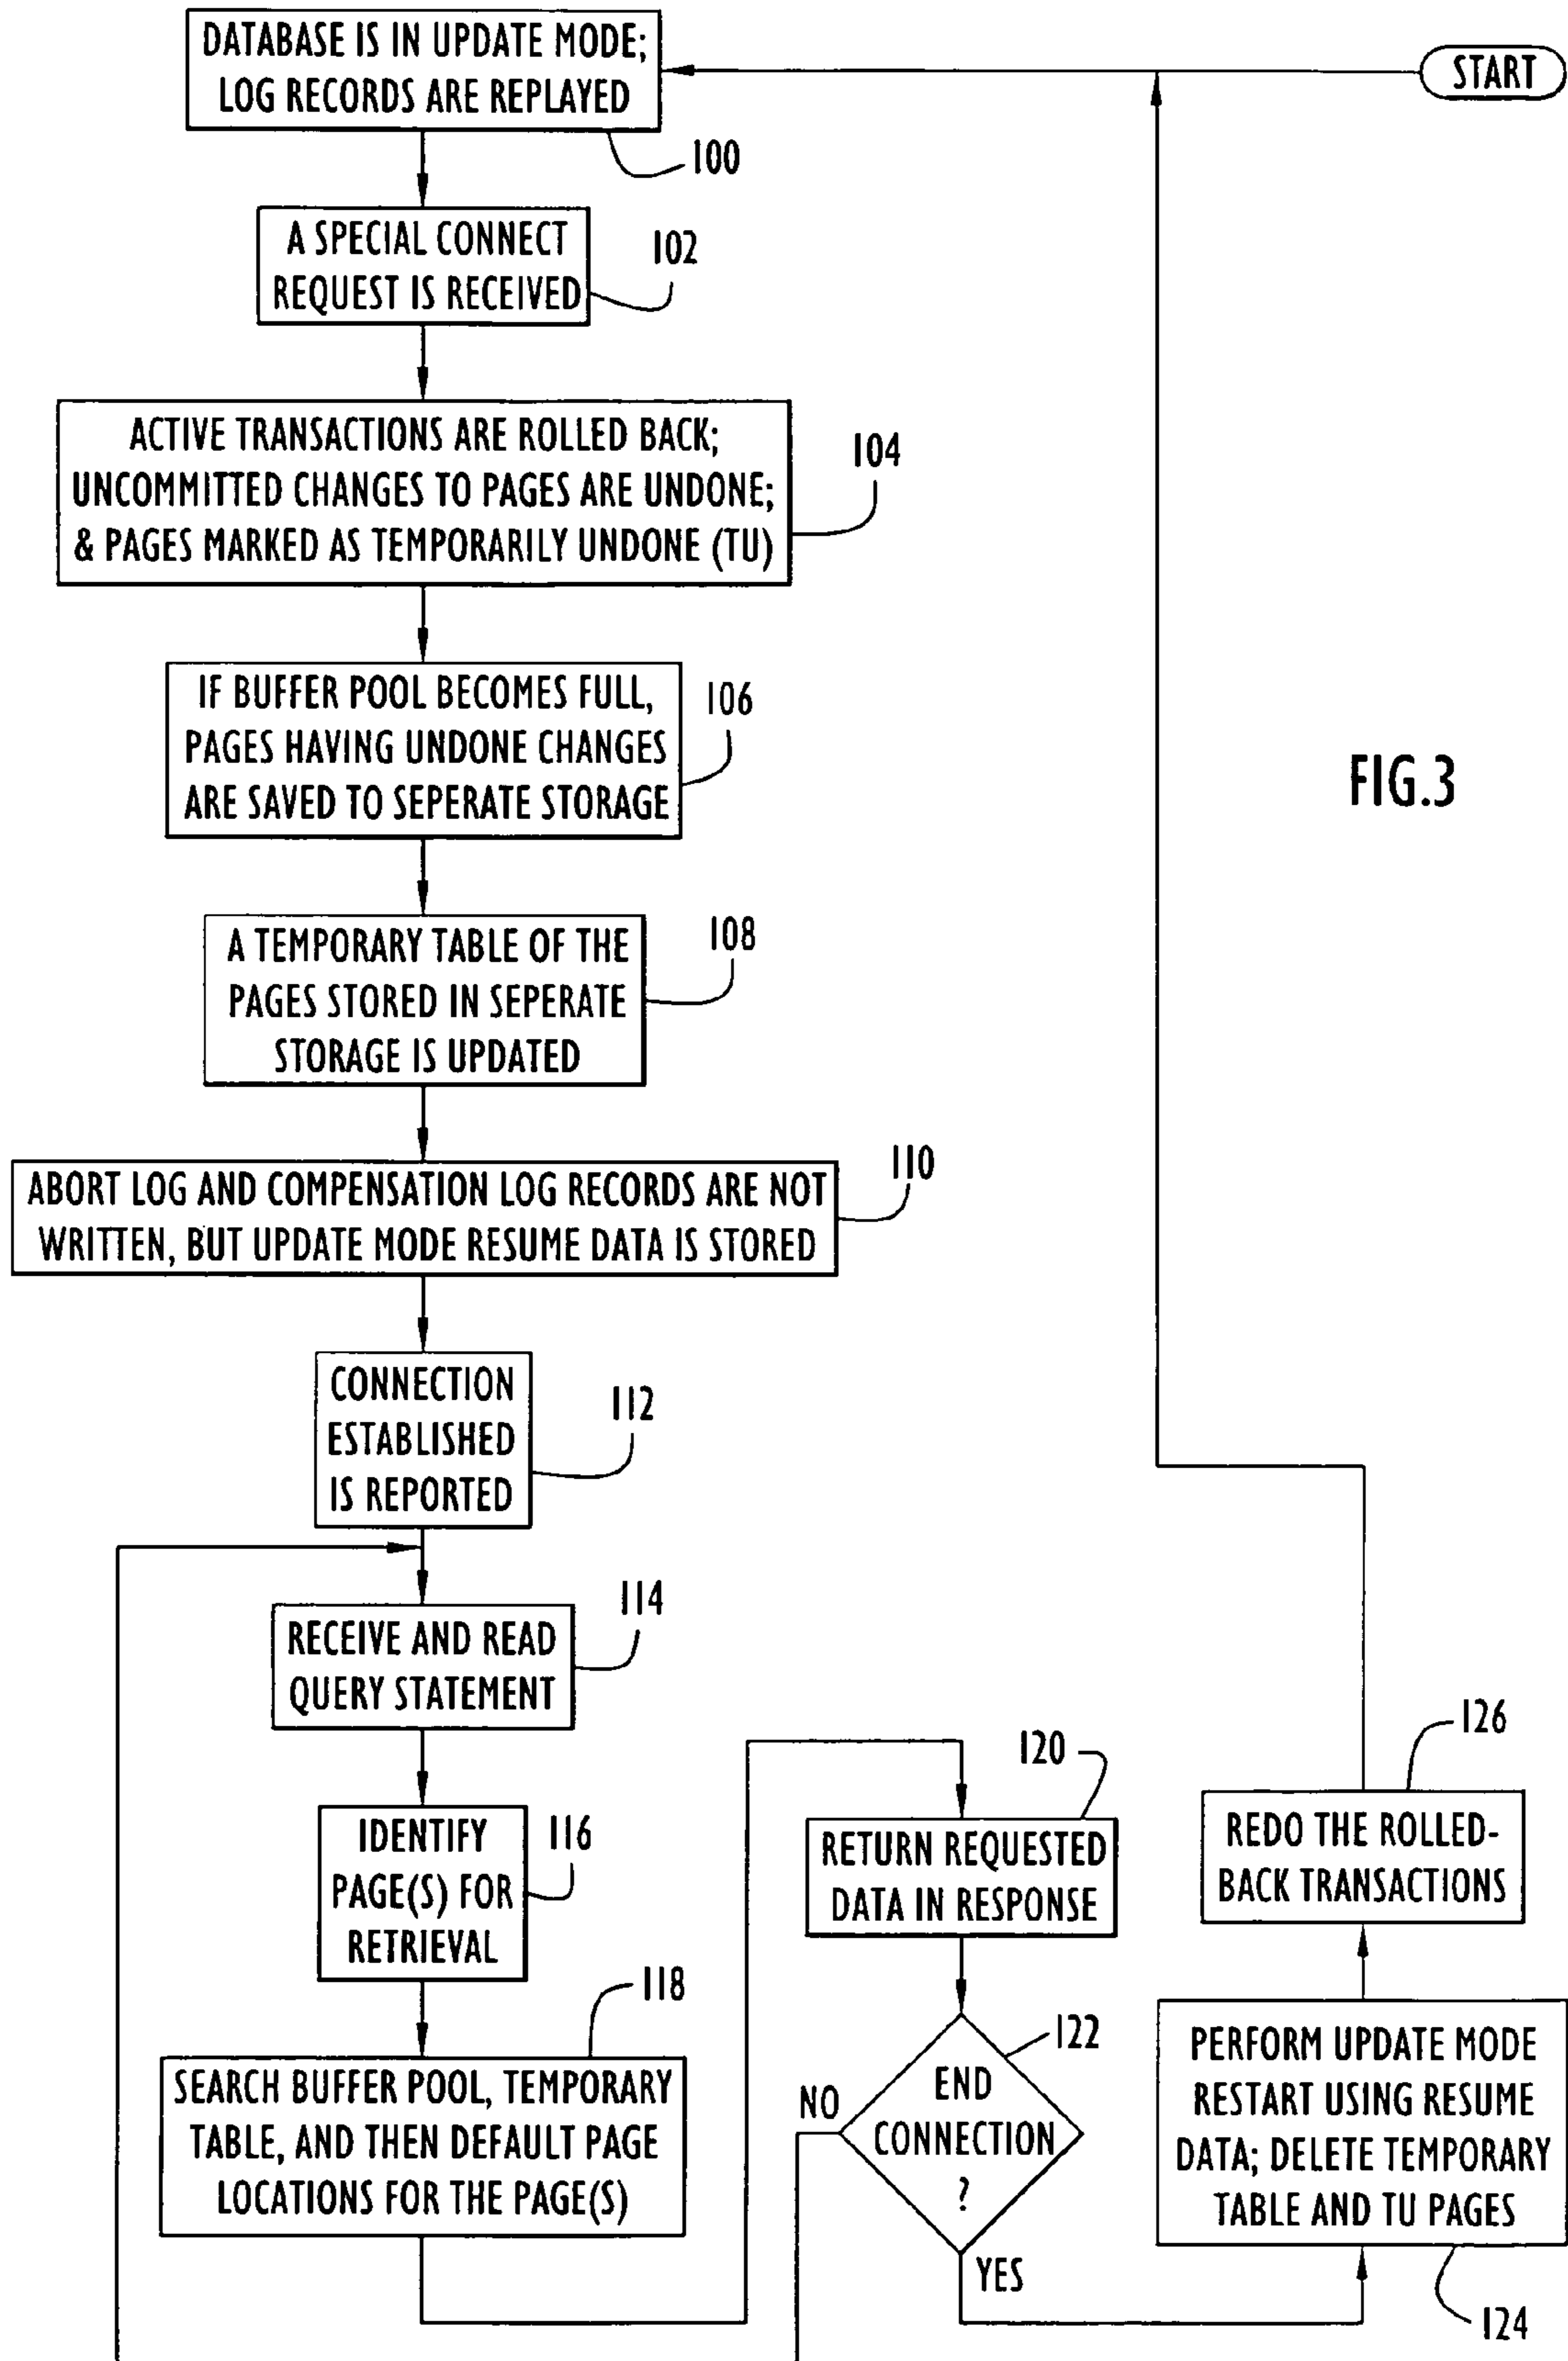 DATABASE IS IN UPDATE MODE;
LOG RECORDS ARE REPLAYED
START
100
A SPECIAL CONNECT
REQUEST IS RECEIVED
102
ACTIVE TRANSACTIONS ARE ROLLED BACK;
UNCOMMITTED CHANGES TO PAGES ARE UNDONE;
& PAGES MARKED AS TEMPORARILY UNDONE (TU)
104
IF BUFFER POOL BECOMES FULL,
PAGES HAVING UNDONE CHANGES
ARE SAVED TO SEPERATE STORAGE
106
FIG.3
A TEMPORARY TABLE OF THE
PAGES STORED IN SEPERATE
STORAGE IS UPDATED
108
ABORT LOG AND COMPENSATION LOG RECORDS ARE NOT
WRITTEN, BUT UPDATE MODE RESUME DATA IS STORED
110
CONNECTION
ESTABLISHED
IS REPORTED
112
RECEIVE AND READ
QUERY STATEMENT
114
IDENTIFY
PAGE(S) FOR
RETRIEVAL
116
SEARCH BUFFER POOL, TEMPORARY
TABLE, AND THEN DEFAULT PAGE
LOCATIONS FOR THE PAGE(S)
118
RETURN REQUESTED
DATA IN RESPONSE
120
END
CONNECTION
?
122
NO
YES
PERFORM UPDATE MODE
RESTART USING RESUME
DATA; DELETE TEMPORARY
TABLE AND TU PAGES
124
REDO THE ROLLED-
BACK TRANSACTIONS
126